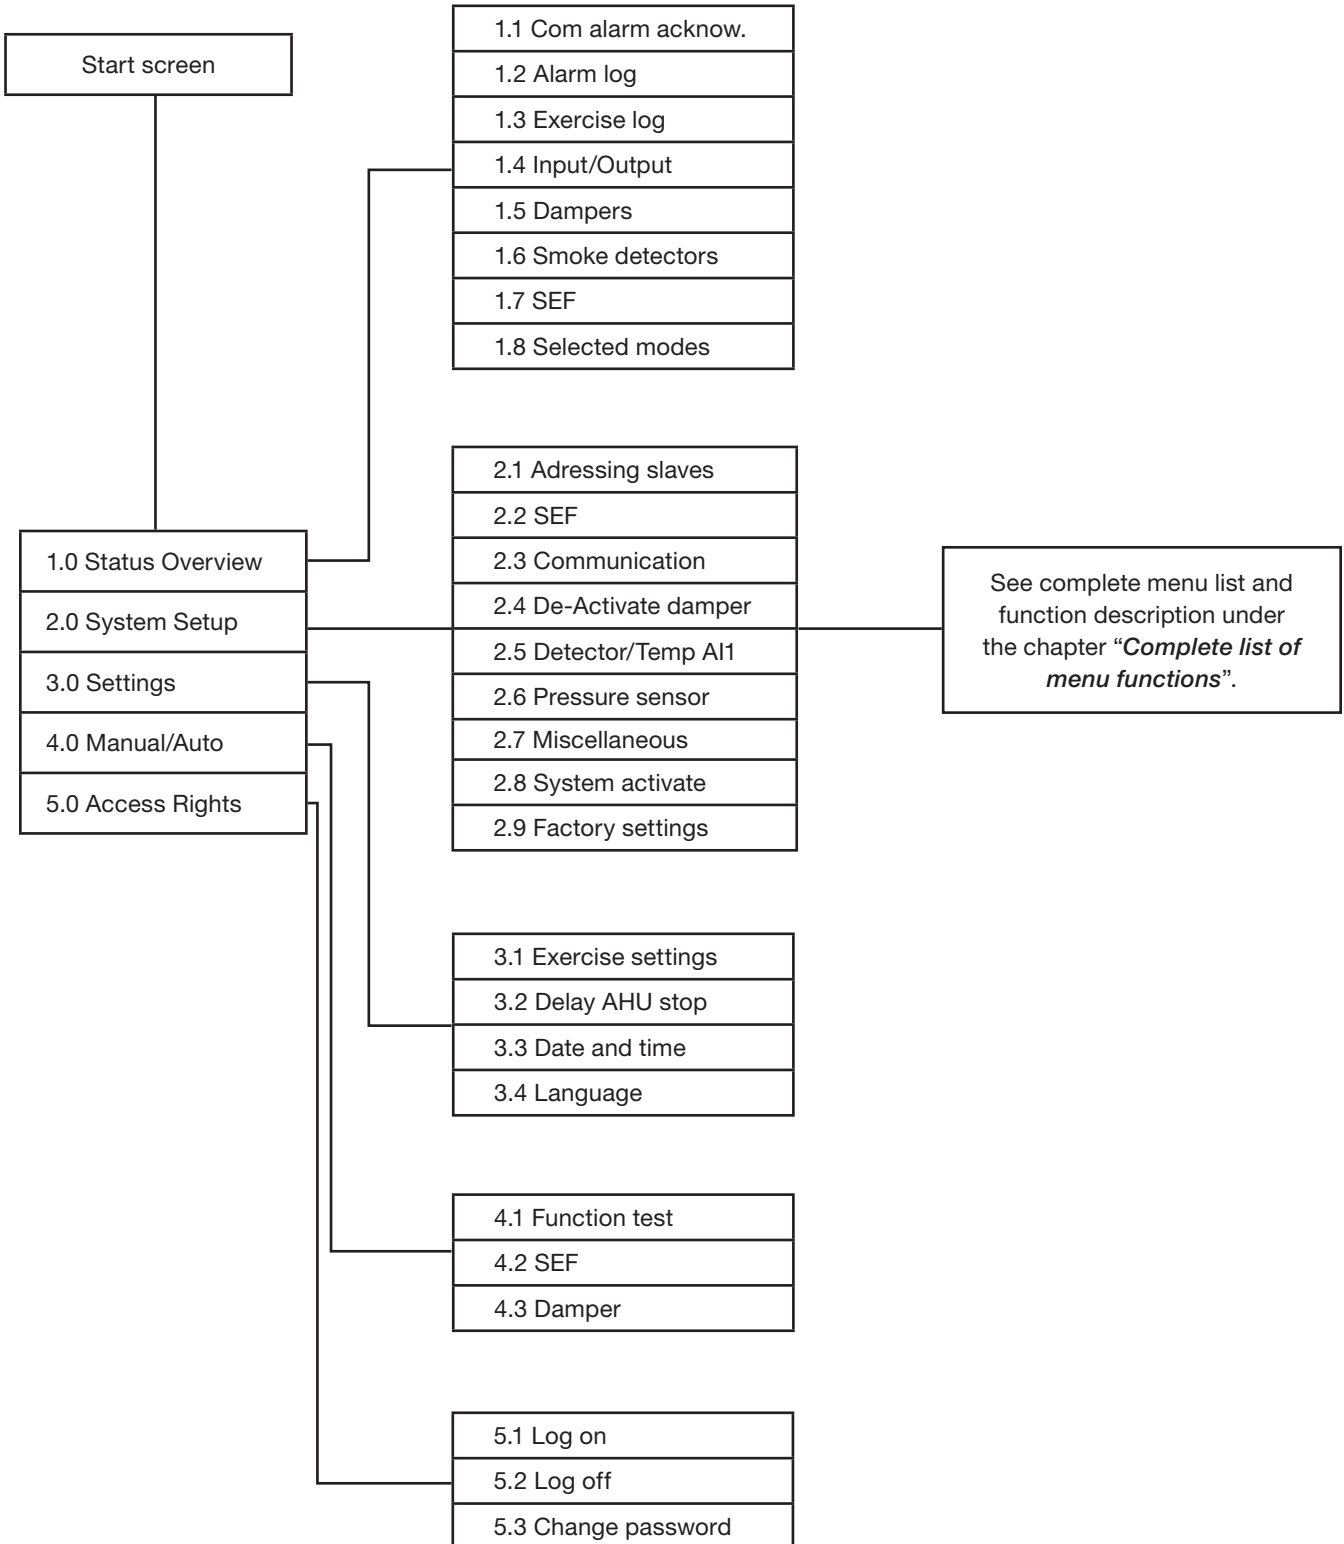 Start screen
1.1 Com alarm acknow.
1.2 Alarm log
1.3 Exercise log
1.4 Input/Output
1.5 Dampers
1.6 Smoke detectors
1.7 SEF
1.8 Selected modes
1.0 Status Overview
2.0 System Setup
3.0 Settings
4.0 Manual/Auto
5.0 Access Rights
2.1 Adressing slaves
2.2 SEF
2.3 Communication
2.4 De-Activate damper
2.5 Detector/Temp AI1
2.6 Pressure sensor
2.7 Miscellaneous
2.8 System activate
2.9 Factory settings
See complete menu list and
function description under
the chapter “Complete list of
menu functions”.
3.1 Exercise settings
3.2 Delay AHU stop
3.3 Date and time
3.4 Language
4.1 Function test
4.2 SEF
4.3 Damper
5.1 Log on
5.2 Log off
5.3 Change password